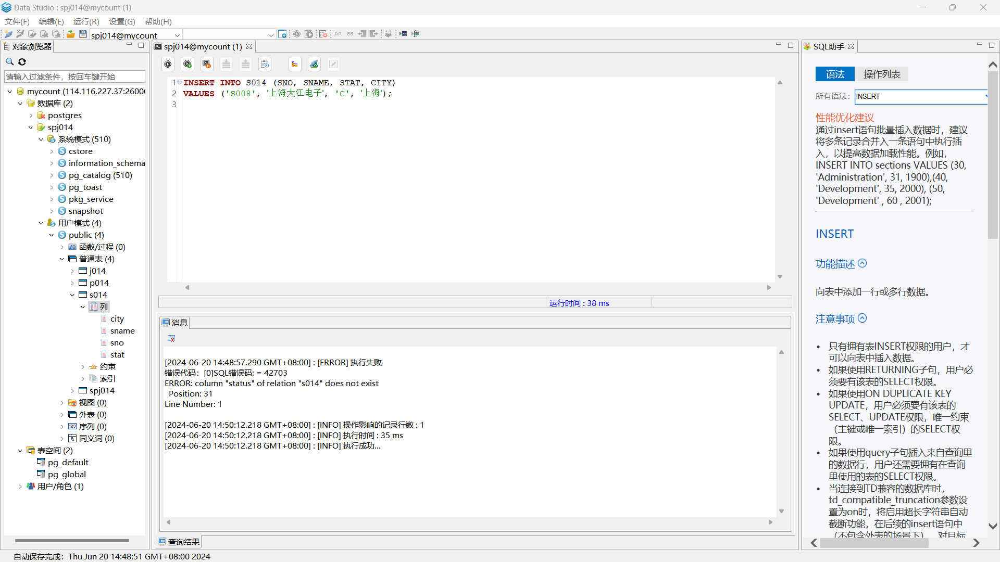 Data Studio : spj014@mycount (1)
文件(F) 编辑(E) 运行(R) 设置(G) 帮助(H)
spj014@mycount
对象浏览器
请输入过滤条件，按回车键开始
mycount (114.116.227.37:26000
数据库 (2)
postgres
spj014
系统模式 (510)
cstore
information_schema
pg_catalog (510)
pg_toast
pkg_service
snapshot
用户模式 (4)
public (4)
函数/过程 (0)
普通表 (4)
j014
p014
s014
列
city
sname
sno
stat
约束
索引
spj014
视图 (0)
外表 (0)
序列 (0)
同义词 (0)
表空间 (2)
pg_default
pg_global
用户/角色 (1)
spj014@mycount (1)
1 INSERT INTO S014 (SNO, SNAME, STAT, CITY)
2 VALUES ('S008', '上海大江电子', 'C', '上海');
3
运行时间 : 38 ms
消息
[2024-06-20 14:48:57.290 GMT+08:00] : [ERROR] 执行失败
错误代码：[0]SQL错误码: = 42703
ERROR: column "status" of relation "s014" does not exist
Position: 31
Line Number: 1
[2024-06-20 14:50:12.218 GMT+08:00] : [INFO] 操作影响的记录行数 : 1
[2024-06-20 14:50:12.218 GMT+08:00] : [INFO] 执行时间 : 35 ms
[2024-06-20 14:50:12.218 GMT+08:00] : [INFO] 执行成功...
查询结果
SQL助手
语法 操作列表
所有语法: INSERT
性能优化建议
通过insert语句批量插入数据时，建议
将多条记录合并入一条语句中执行插
入，以提高数据加载性能。例如，
INSERT INTO sections VALUES (30,
'Administration', 31, 1900),(40,
'Development', 35, 2000), (50,
'Development' , 60 , 2001);
INSERT
功能描述
向表中添加一行或多行数据。
注意事项
• 只有拥有表INSERT权限的用户，才
可以向表中插入数据。
• 如果使用RETURNING子句，用户必
须要有该表的SELECT权限。
• 如果使用ON DUPLICATE KEY
UPDATE，用户必须要有该表的
SELECT、UPDATE权限，唯一约束
（主键或唯一索引）的SELECT权
限。
• 如果使用query子句插入来自查询里
的数据行，用户还需要拥有在查询
里使用的表的SELECT权限。
• 当连接到TD兼容的数据库时，
td_compatible_truncation参数设
置为on时，将启用超长字符串自动
截断功能，在后续的insert语句中
（不包含外表的场景下），对目标
自动保存完成：Thu Jun 20 14:48:51 GMT+08:00 2024